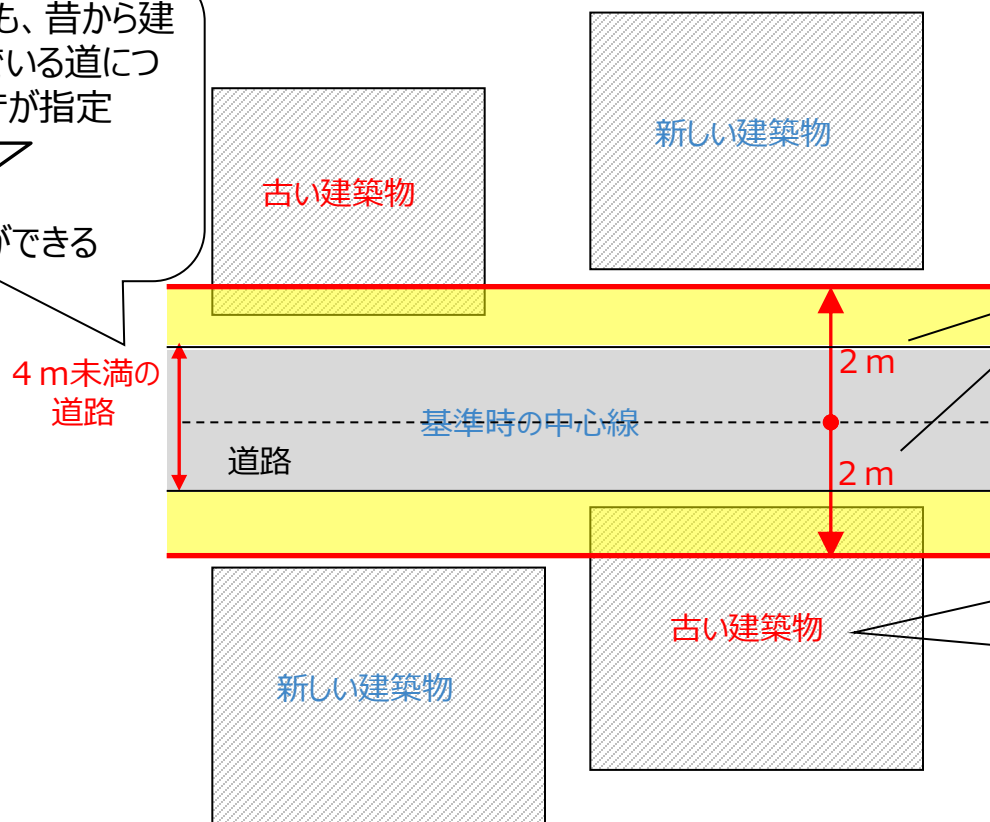 も、昔から建
でいる道につ
が指定
ができる
新しい建築物
古い建築物
4m未満の
道路
2m
基準時の中心線
道路
2m
古い建築物
新しい建築物